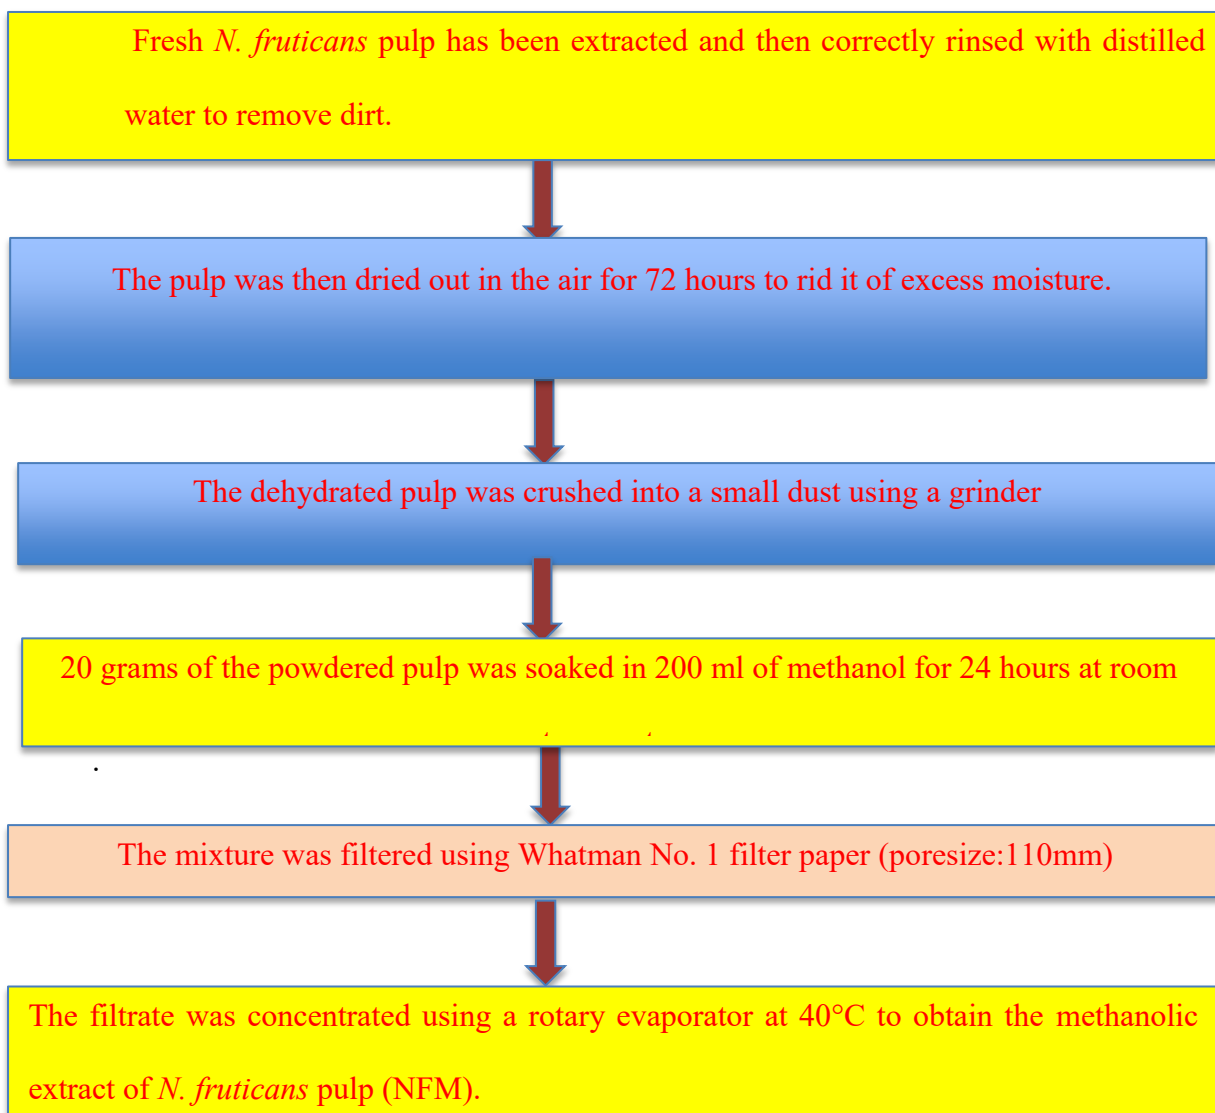 Fresh N. fruticans pulp has been extracted and then correctly rinsed with distilled
water to remove dirt.
The pulp was then dried out in the air for 72 hours to rid it of excess moisture.
The dehydrated pulp was crushed into a small dust using a grinder
20 grams of the powdered pulp was soaked in 200 ml of methanol for 24 hours at room
.
The mixture was filtered using Whatman No. 1 filter paper (poresize:110mm)
The filtrate was concentrated using a rotary evaporator at 40°C to obtain the methanolic
extract of N. fruticans pulp (NFM).